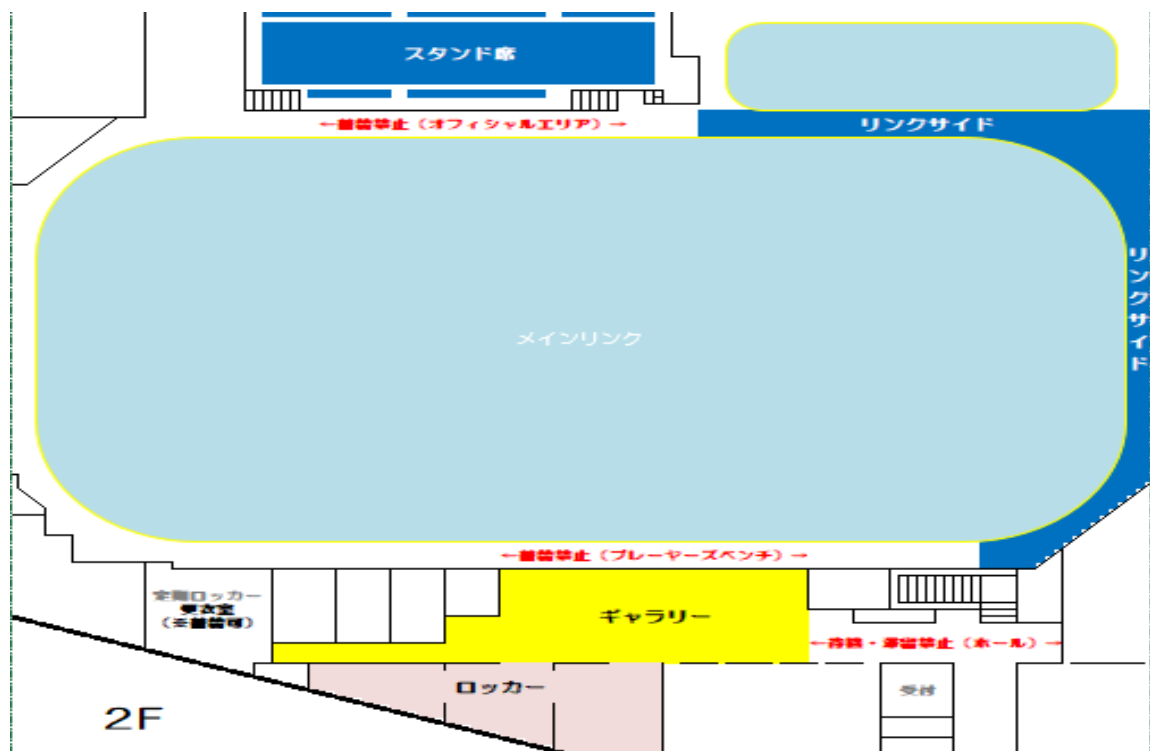 スタンド席
←着替禁止（オフィシャルエリア）→
リンクサイド
リンクサイド
メインリンク
←着替禁止（プレーヤーズベンチ）→
ロッカー
更衣室
（※着替可）
ギャラリー
←荷物・滞留禁止（ホール）→
ロッカー
受付
2F